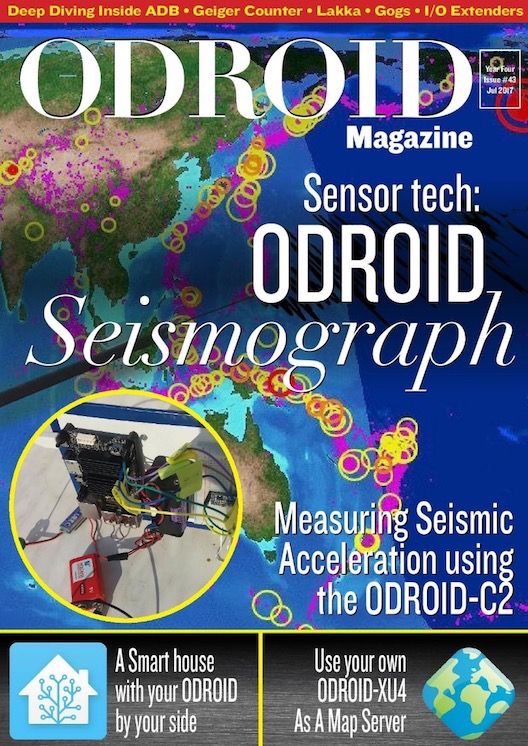 Deep Diving Inside ADB • Geiger Counter • Lakka • Gogs • I/O Extenders
ODROID
Year Four
Issue #43
Jul 2017
Magazine
Sensor tech:
ODROID
Seismograph
Measuring Seismic
Acceleration using
the ODROID-C2
A Smart house
with your ODROID
by your side
Use your own
ODROID-XU4
As A Map Server